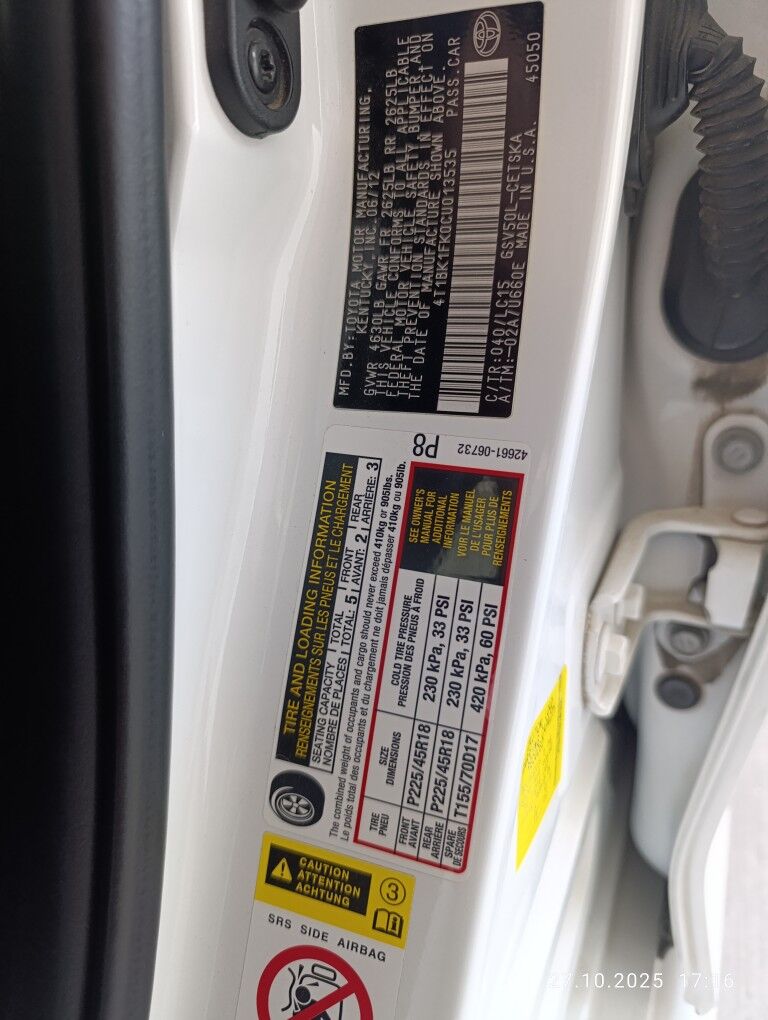 MFD.BY:TOYOTA MOTOR MANUFACTURING,
KENTUCKY, INC. 06/12
GVWR 4630LB GAWR FR 2625LB RR 2625LB
THIS VEHICLE CONFORMS TO ALL APPLICABLE
FEDERAL MOTOR VEHICLE SAFETY, BUMPER, AND
THEFT PREVENTION STANDARDS IN EFFECT ON
THE DATE OF MANUFACTURE SHOWN ABOVE.
PASS.CAR
C/TR:040/LC15 GSV50L-CETSKA
A/TM:-02A/U660E MADE IN U.S.A. 45050
P8
42661-06732
TIRE AND LOADING INFORMATION
RENSEIGNEMENTS SUR LES PNEUS ET LE CHARGEMENT
SEATING CAPACITY | TOTAL 5 | FRONT 2 | REAR 3
NOMBRE DE PLACES | TOTAL: | AVANT: | ARRIÈRE:
The combined weight of occupants and cargo should never exceed 410kg or 905lbs.
Le poids total des occupants et du chargement ne doit jamais dépasser 410kg ou 905lb.
TIRE PNEU
SIZE DIMENSIONS
COLD TIRE PRESSURE
PRESSION DES PNEUS À FROID
SEE OWNER'S
MANUAL FOR
ADDITIONAL
INFORMATION
VOIR LE MANUEL
DE L'USAGER
POUR PLUS DE
RENSEIGNEMENTS
FRONT AVANT P225/45R18 230 kPa, 33 PSI
REAR ARRIÈRE P225/45R18 230 kPa, 33 PSI
SPARE DE SECOURS T155/70D17 420 kPa, 60 PSI
CAUTION
ATTENTION
ACHTUNG
3
SRS SIDE AIRBAG
27.10.2025 17:16